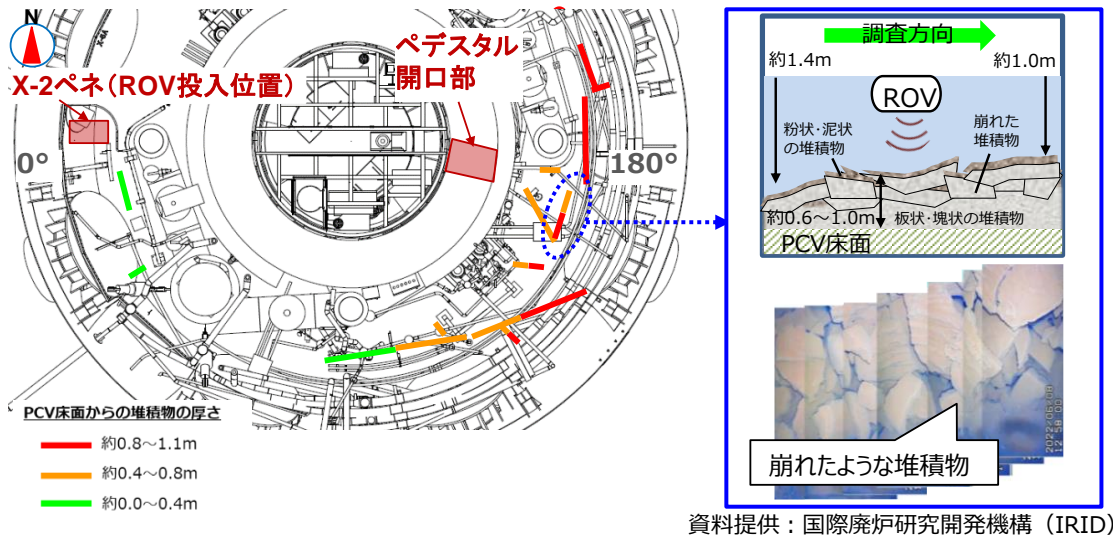 N
X-2ペネ(ROV投入位置)
ペデスタル
開口部
0°
180°
PCV床面からの堆積物の厚さ
約0.8～1.1m
約0.4～0.8m
約0.0～0.4m
調査方向
約1.4m
約1.0m
ROV
粉状・泥状
の堆積物
崩れた
堆積物
約0.6～1.0m
板状・塊状の堆積物
PCV床面
崩れたような堆積物
資料提供：国際廃炉研究開発機構（IRID）